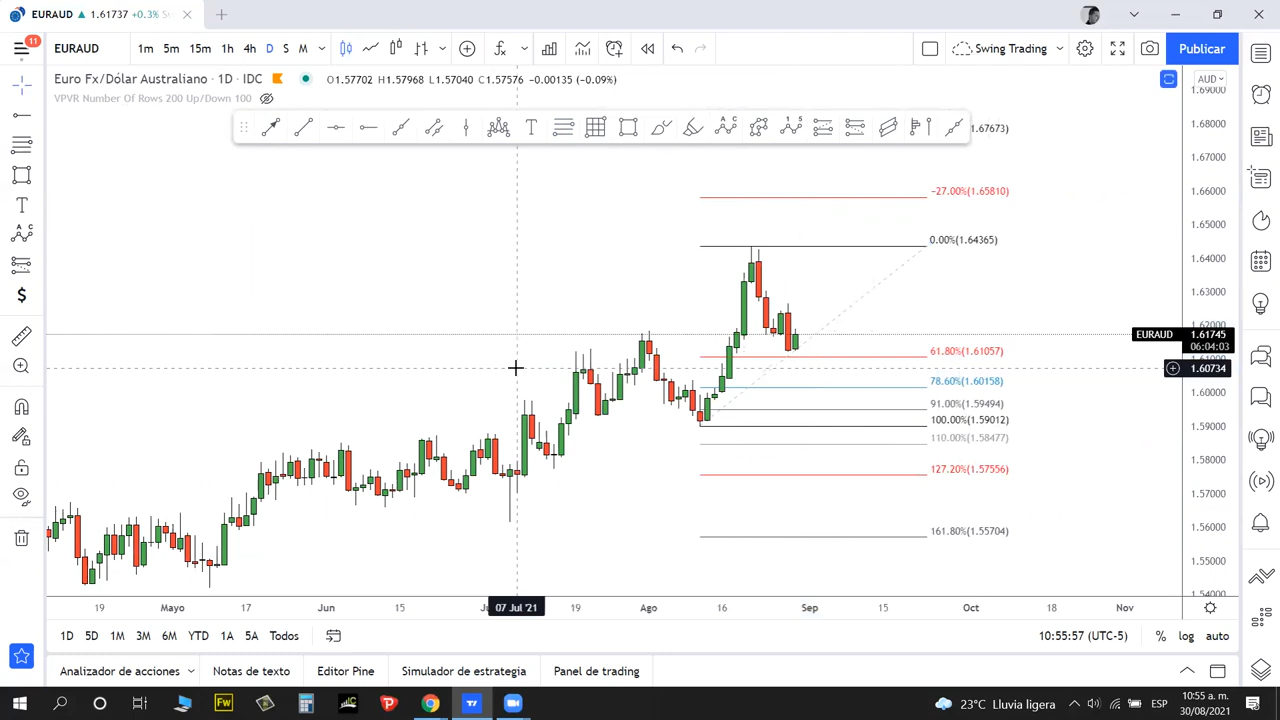 EURAUD ▲ 1.61737 +0.3% S
11
EURAUD 1m 5m 15m 1h 4h D S M Swing Trading Publicar
Euro Fx/Dólar Australiano · 1D · IDC O1.57702 H1.57968 L1.57040 C1.57576 −0.00135 (−0.09%)
VPVR Number Of Rows 200 Up/Down 100
AUD
1.69000
1.68000
1.67000
1.66000
1.65000
1.64000
1.63000
1.62000
EURAUD 1.61745
06:04:03
1.60734
1.60000
1.59000
1.58000
1.57000
1.56000
1.55000
1.54000
1.67673)
−27.00%(1.65810)
0.00%(1.64365)
61.80%(1.61057)
78.60%(1.60158)
91.00%(1.59494)
100.00%(1.59012)
110.00%(1.58477)
127.20%(1.57556)
161.80%(1.55704)
19 Mayo 17 Jun 15 07 Jul '21 19 Ago 16 Sep 15 Oct 18 Nov
1D 5D 1M 3M 6M YTD 1A 5A Todos 10:55:57 (UTC-5) % log auto
Analizador de acciones Notas de texto Editor Pine Simulador de estrategia Panel de trading
Fw
23°C Lluvia ligera ESP 10:55 a. m.
30/08/2021